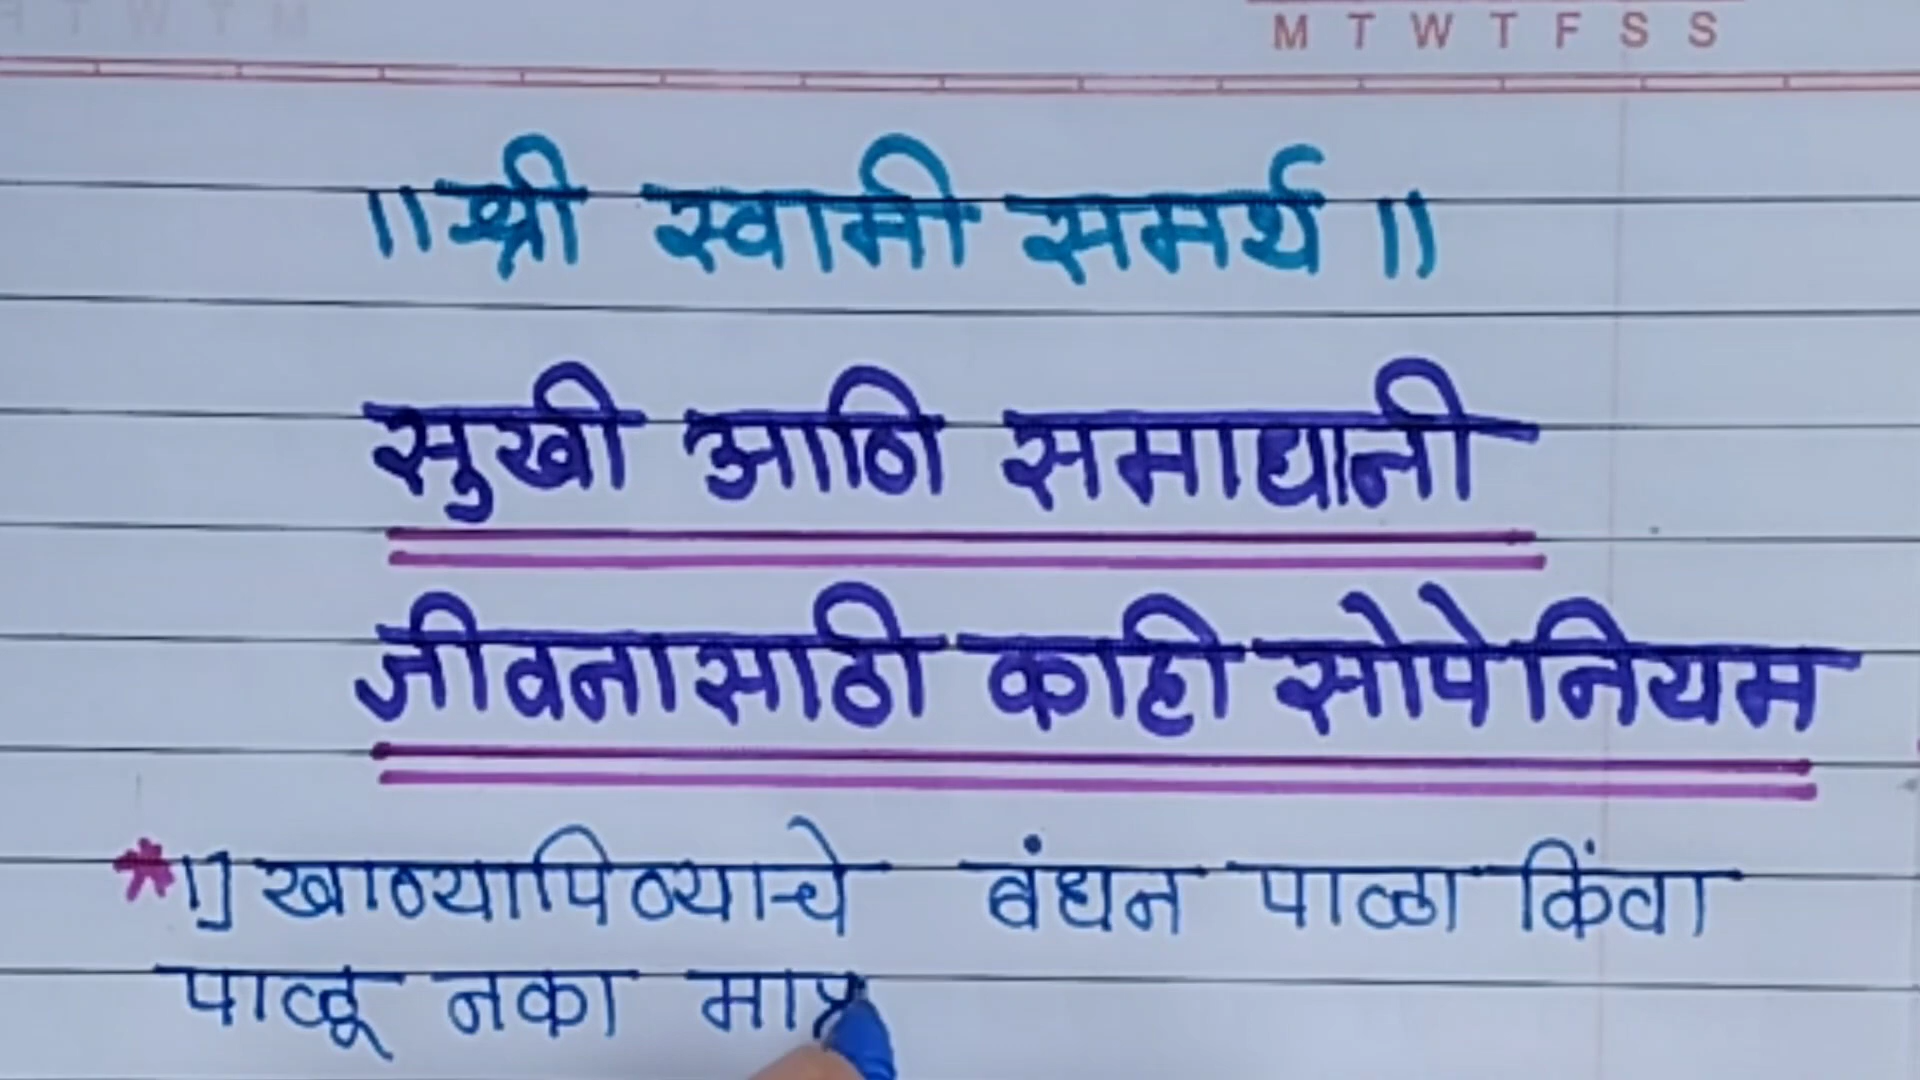 M T W T F S S
।।श्री स्वामी समर्थ ।।
सुखी आणि समाधानी
जीवनासाठी काही सोपे नियम
*1] खाण्यापिण्याचे बंधन पाळा किंवा
पाळू नका